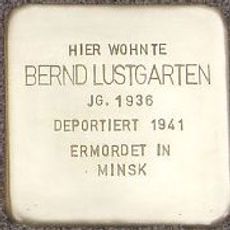 HIER WOHNTE
BERND LUSTGARTEN
JG. 1936
DEPORTIERT 1941
ERMORDET IN
MINSK